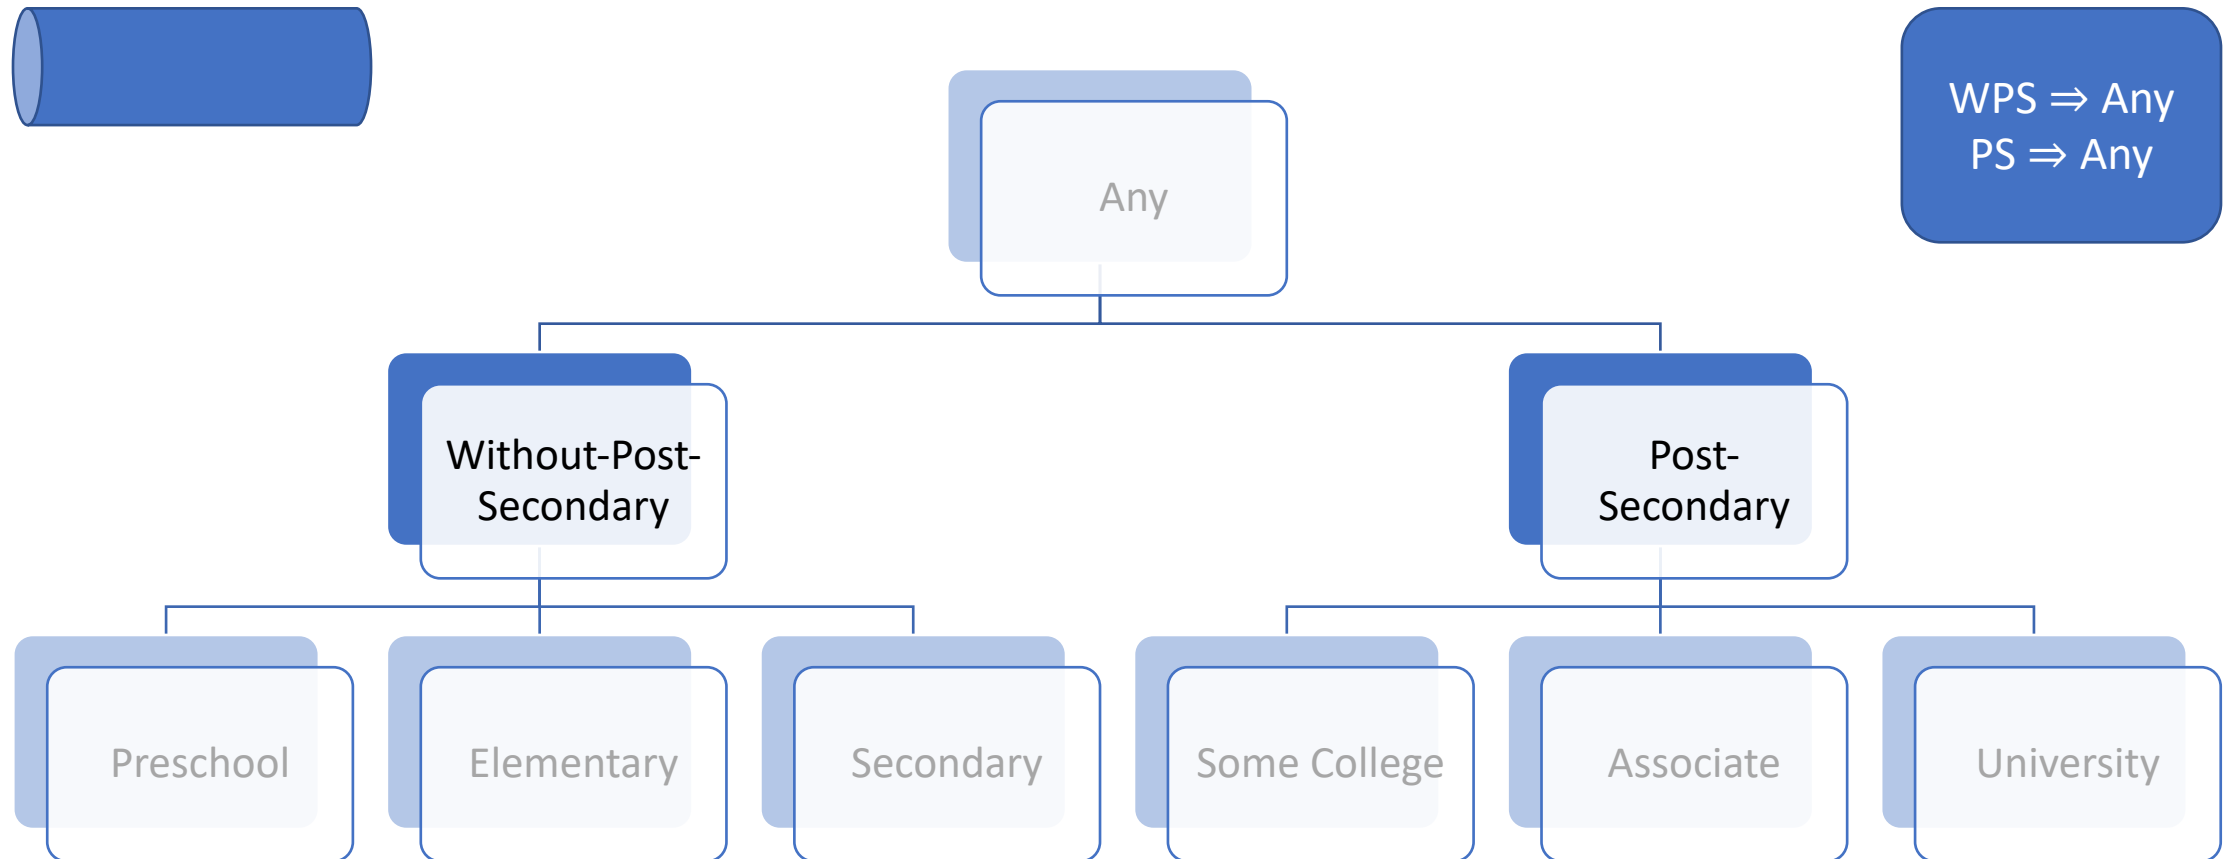 WPS ⇒ Any
PS ⇒ Any
Any
Without-Post-
Secondary
Post-
Secondary
Preschool
Elementary
Secondary
Some College
Associate
University